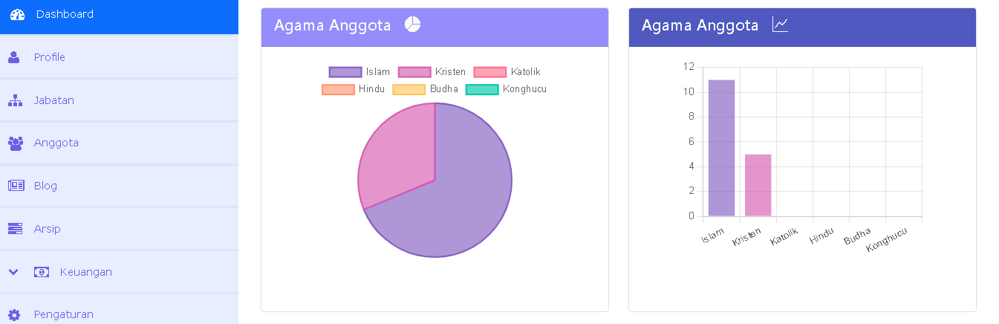 Dashboard
Profile
Jabatan
Anggota
Blog
Arsip
Keuangan
Pengaturan
Agama Anggota
Islam Kristen Katolik
Hindu Budha Konghucu
Agama Anggota
12
10
8
6
4
2
0
Islam Kristen Katolik Hindu Budha Konghucu